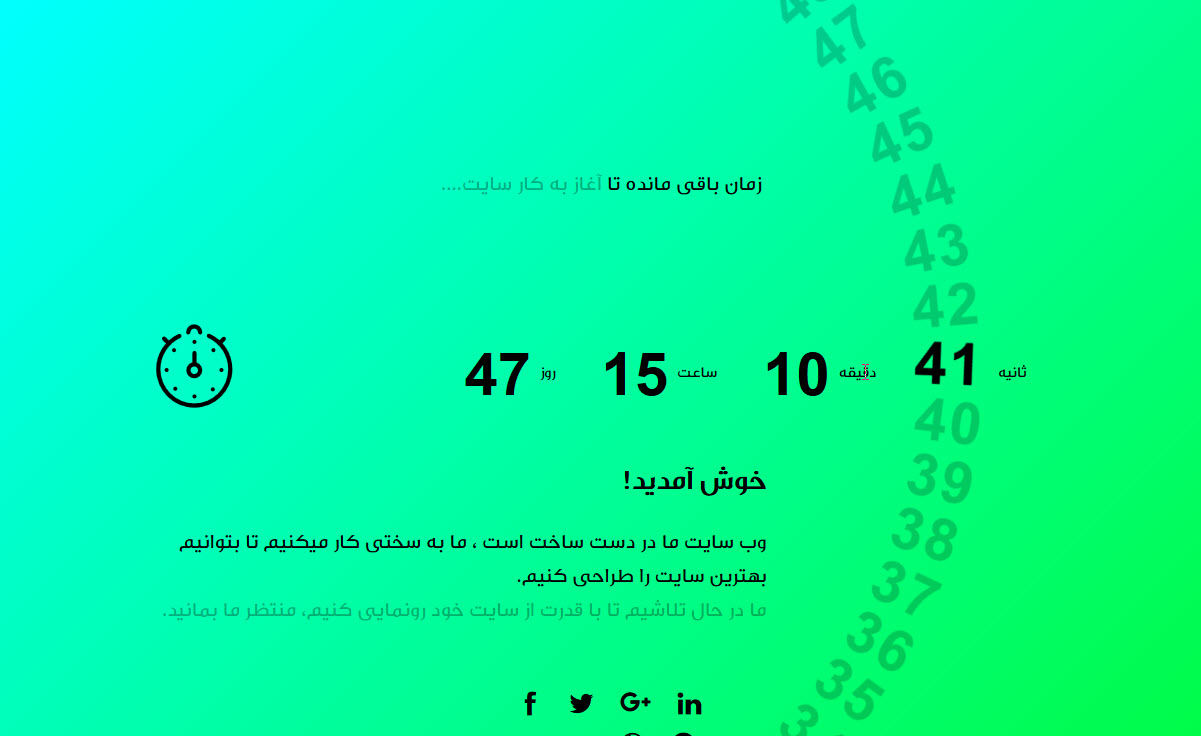 47
46
45
44
43
42
زمان باقی مانده تا آغاز به کار سایت....
ثانیه 41 دقیقه 10 ساعت 15 روز 47
40
39
38
37
36
35
خوش آمدید!
وب سایت ما در دست ساخت است ، ما به سختی کار میکنیم تا بتوانیم
بهترین سایت را طراحی کنیم.
ما در حال تلاشیم تا با قدرت از سایت خود رونمایی کنیم، منتظر ما بمانید.
f G+ in